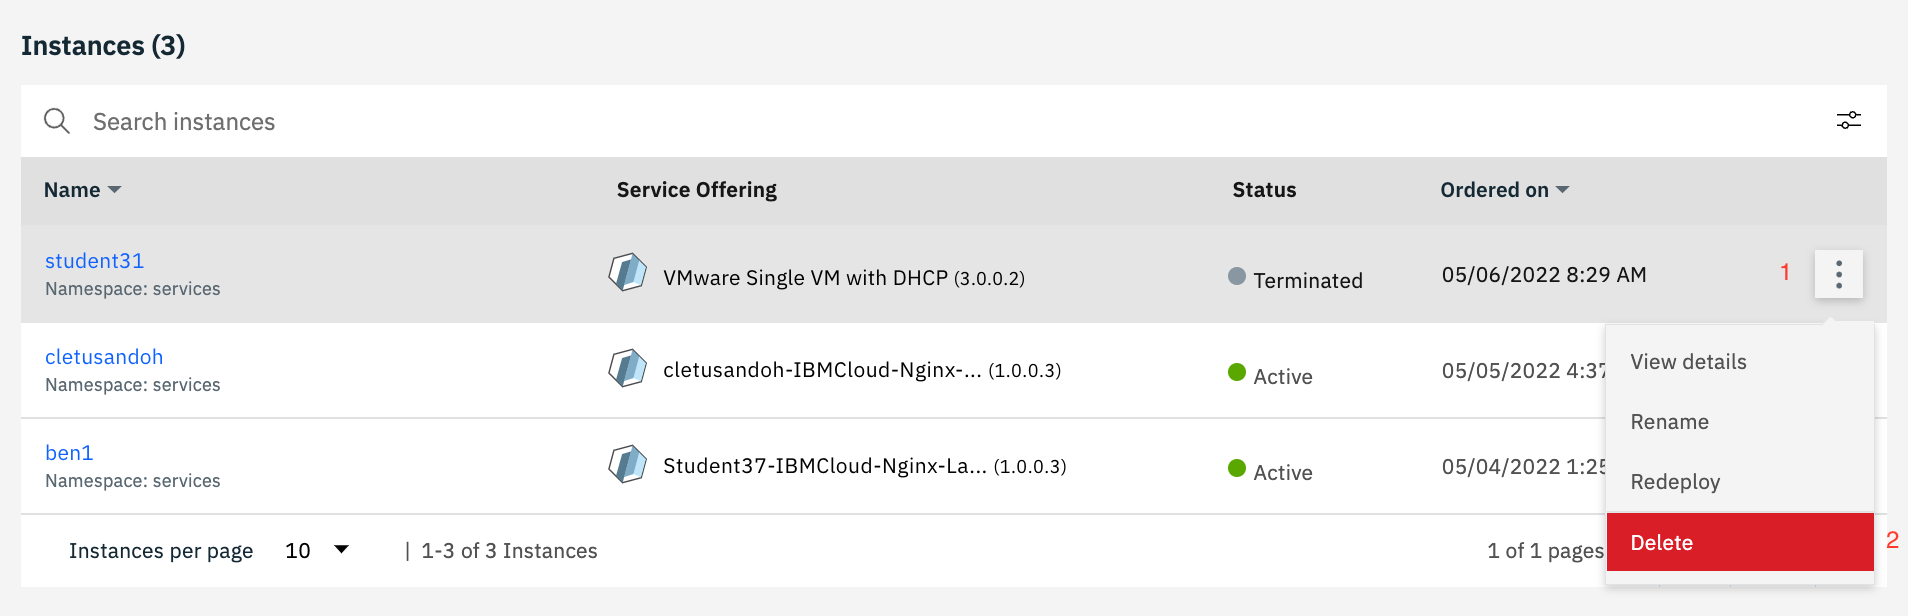 Instances (3)
Search instances
Name Service Offering Status Ordered on
student31
Namespace: services
VMware Single VM with DHCP (3.0.0.2)
Terminated
05/06/2022 8:29 AM
1
cletusandoh
Namespace: services
cletusandoh-IBMCloud-Nginx-... (1.0.0.3)
Active
05/05/2022 4:37
ben1
Namespace: services
Student37-IBMCloud-Nginx-La... (1.0.0.3)
Active
05/04/2022 1:25
View details
Rename
Redeploy
Delete
2
Instances per page 10 | 1-3 of 3 Instances
1 of 1 pages